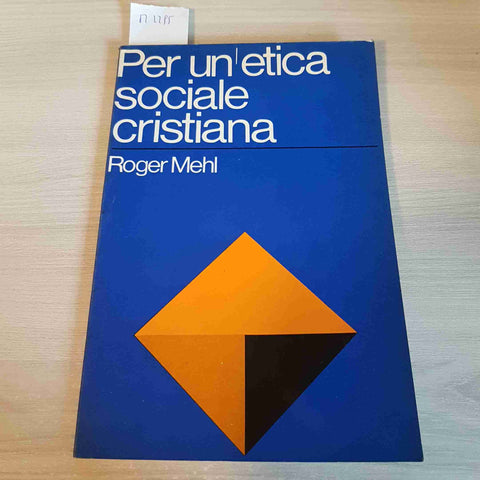 Per un'etica
sociale
cristiana
Roger Mehl